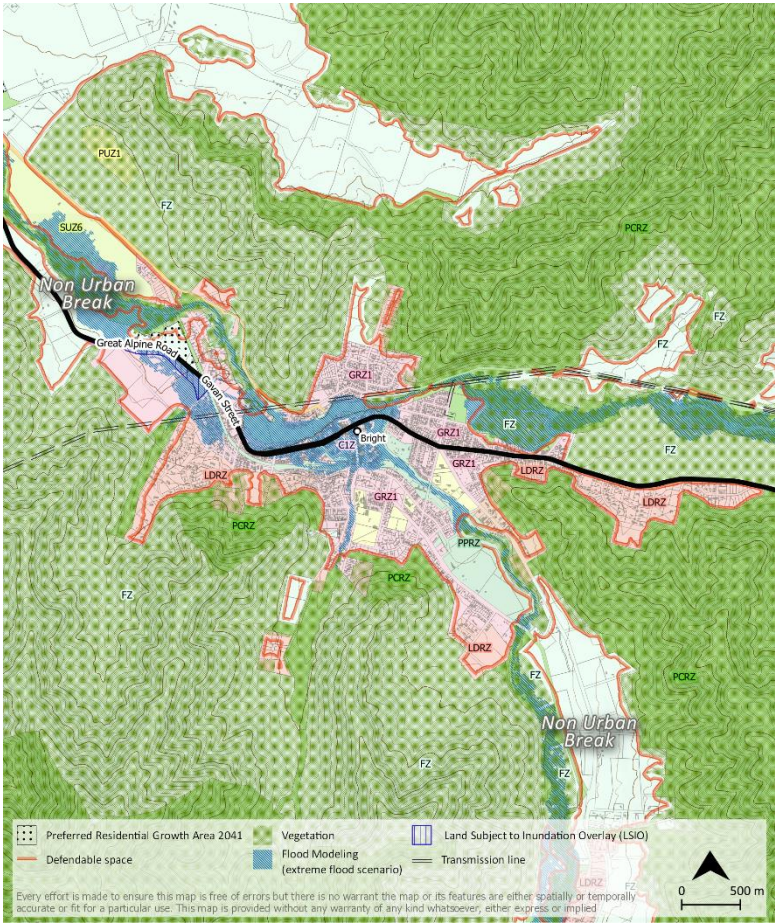 PUZ1
FZ
SUZ6
PCRZ
Non Urban
Break
FZ
FZ
Great Alpine Road
Gavan Street
GRZ1
GRZ1
FZ
C1Z
Bright
GRZ1
FZ
LDRZ
LDRZ
LDRZ
GRZ1
PCRZ
PPRZ
PCRZ
FZ
LDRZ
FZ
PCRZ
Non Urban
Break
FZ
FZ
Preferred Residential Growth Area 2041
Vegetation
Land Subject to Inundation Overlay (LSIO)
Defendable space
Flood Modeling
(extreme flood scenario)
Transmission line
LDRZ
FZ
0 500 m
Every effort is made to ensure this map is free of errors but there is no warrant the map or its features are either spatially or temporally
accurate or fit for a particular use. This map is provided without any warranty of any kind whatsoever, either express or implied